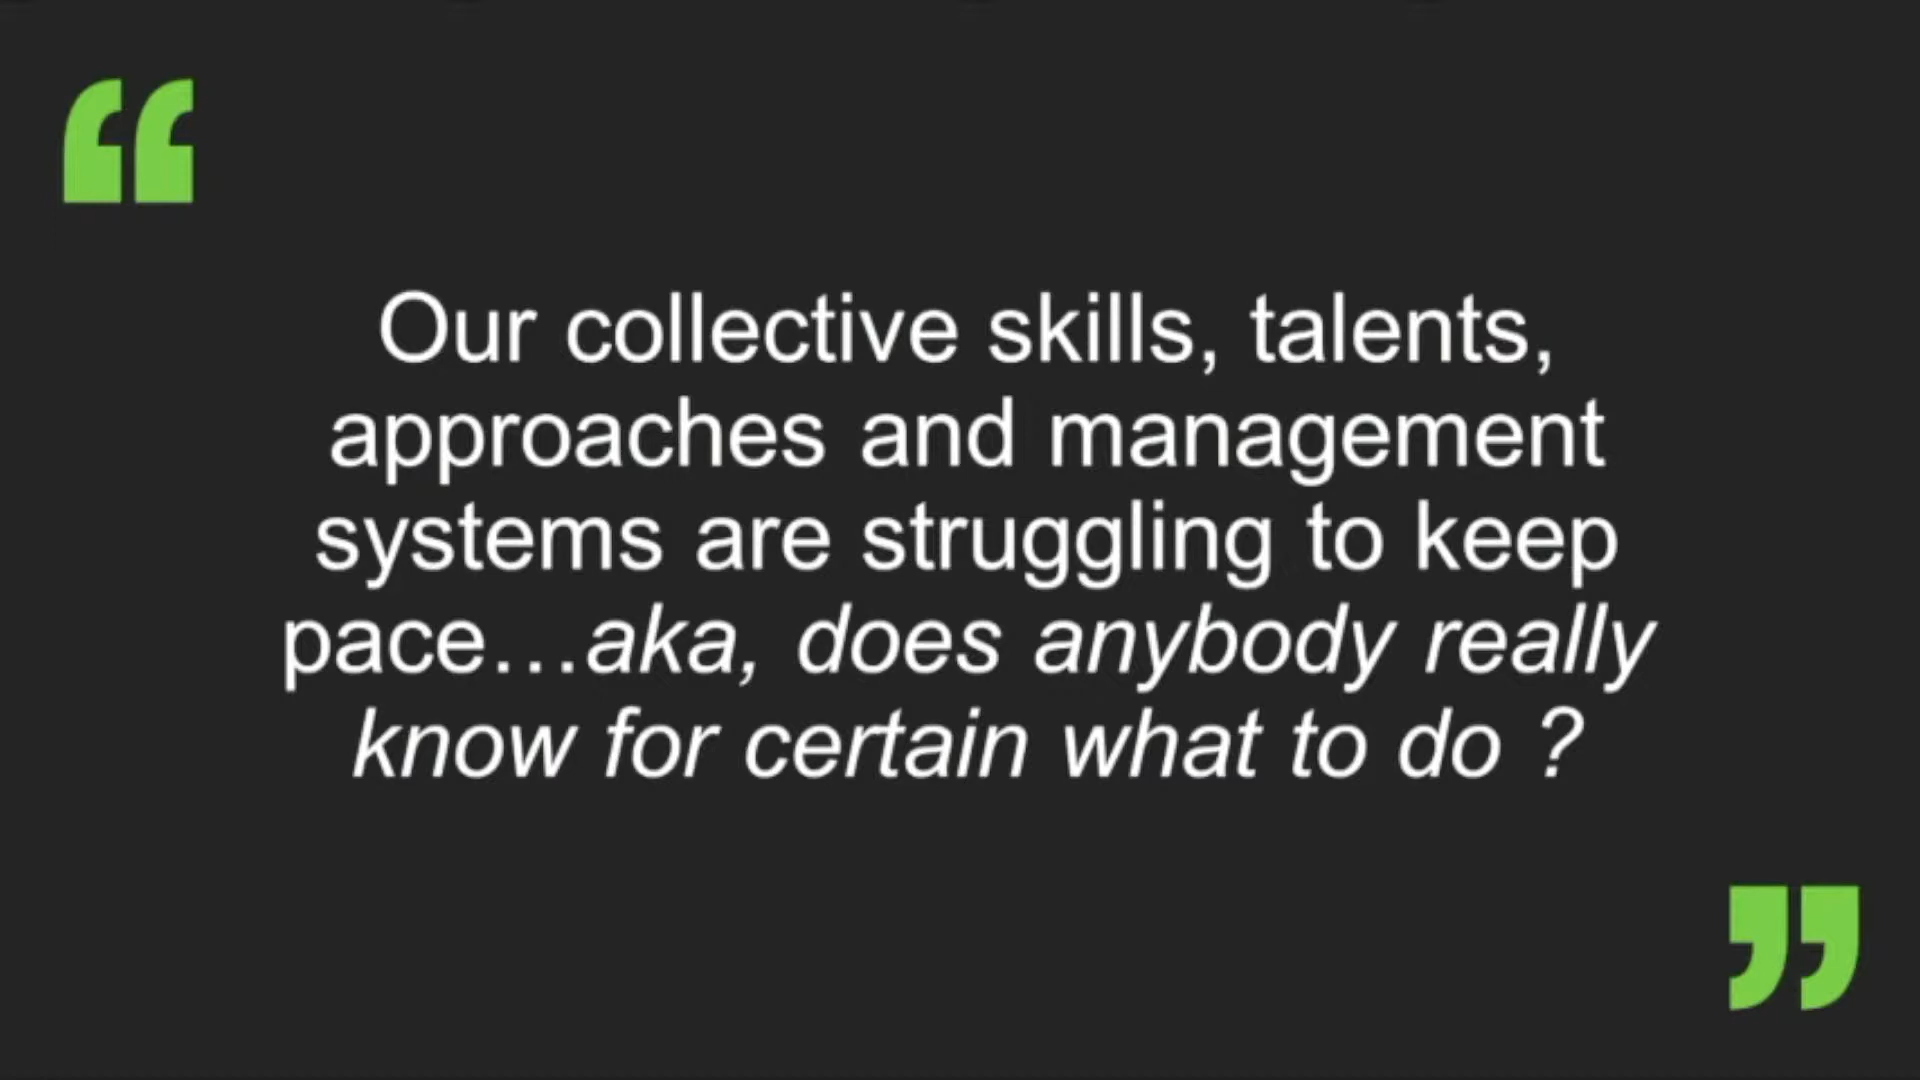 “
Our collective skills, talents,
approaches and management
systems are struggling to keep
pace…aka, does anybody really
know for certain what to do ?
”